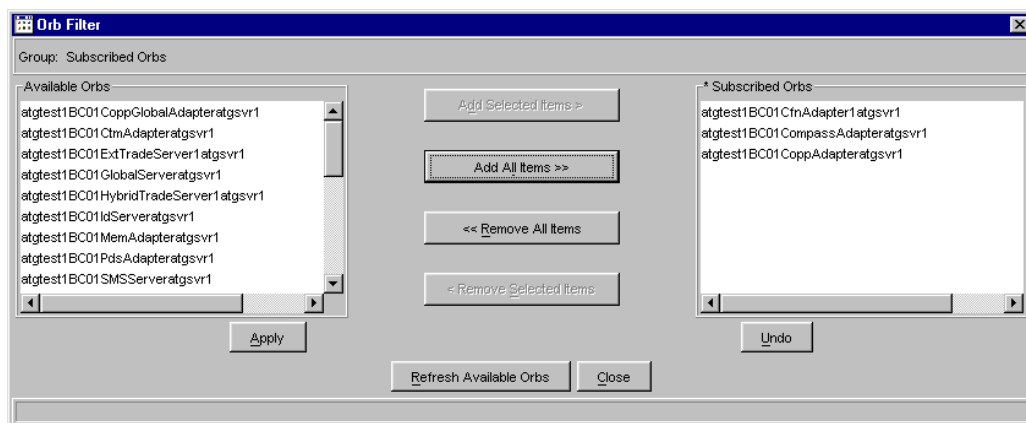 Orb Filter
Group: Subscribed Orbs
Available Orbs
atgtest1BC01CoppGlobalAdapteratgsvr1
atgtest1BC01CtmAdapteratgsvr1
atgtest1BC01ExtTradeServer1atgsvr1
atgtest1BC01GlobalServeratgsvr1
atgtest1BC01HybridTradeServer1atgsvr1
atgtest1BC01IdServeratgsvr1
atgtest1BC01MemAdapteratgsvr1
atgtest1BC01PdsAdapteratgsvr1
atgtest1BC01SMSServeratgsvr1
Add Selected Items >
Add All Items >>
<< Remove All Items
< Remove Selected Items
* Subscribed Orbs
atgtest1BC01CfnAdapter1atgsvr1
atgtest1BC01CompassAdapteratgsvr1
atgtest1BC01CoppAdapteratgsvr1
Apply
Undo
Refresh Available Orbs
Close